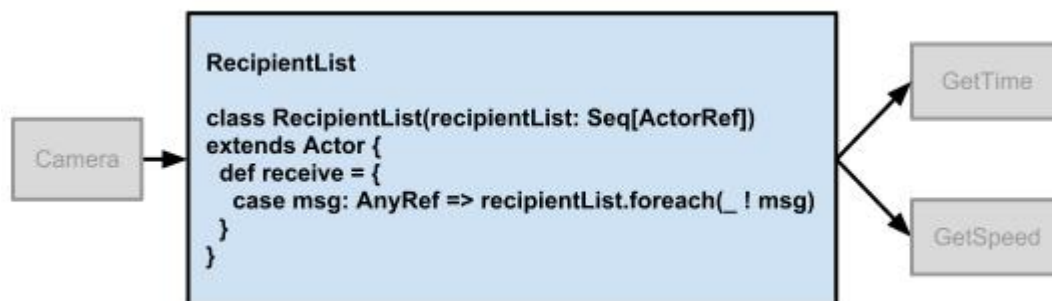 Camera
RecipientList
class RecipientList(recipientList: Seq[ActorRef])
extends Actor {
  def receive = {
    case msg: AnyRef => recipientList.foreach(_ ! msg)
  }
}
GetTime
GetSpeed